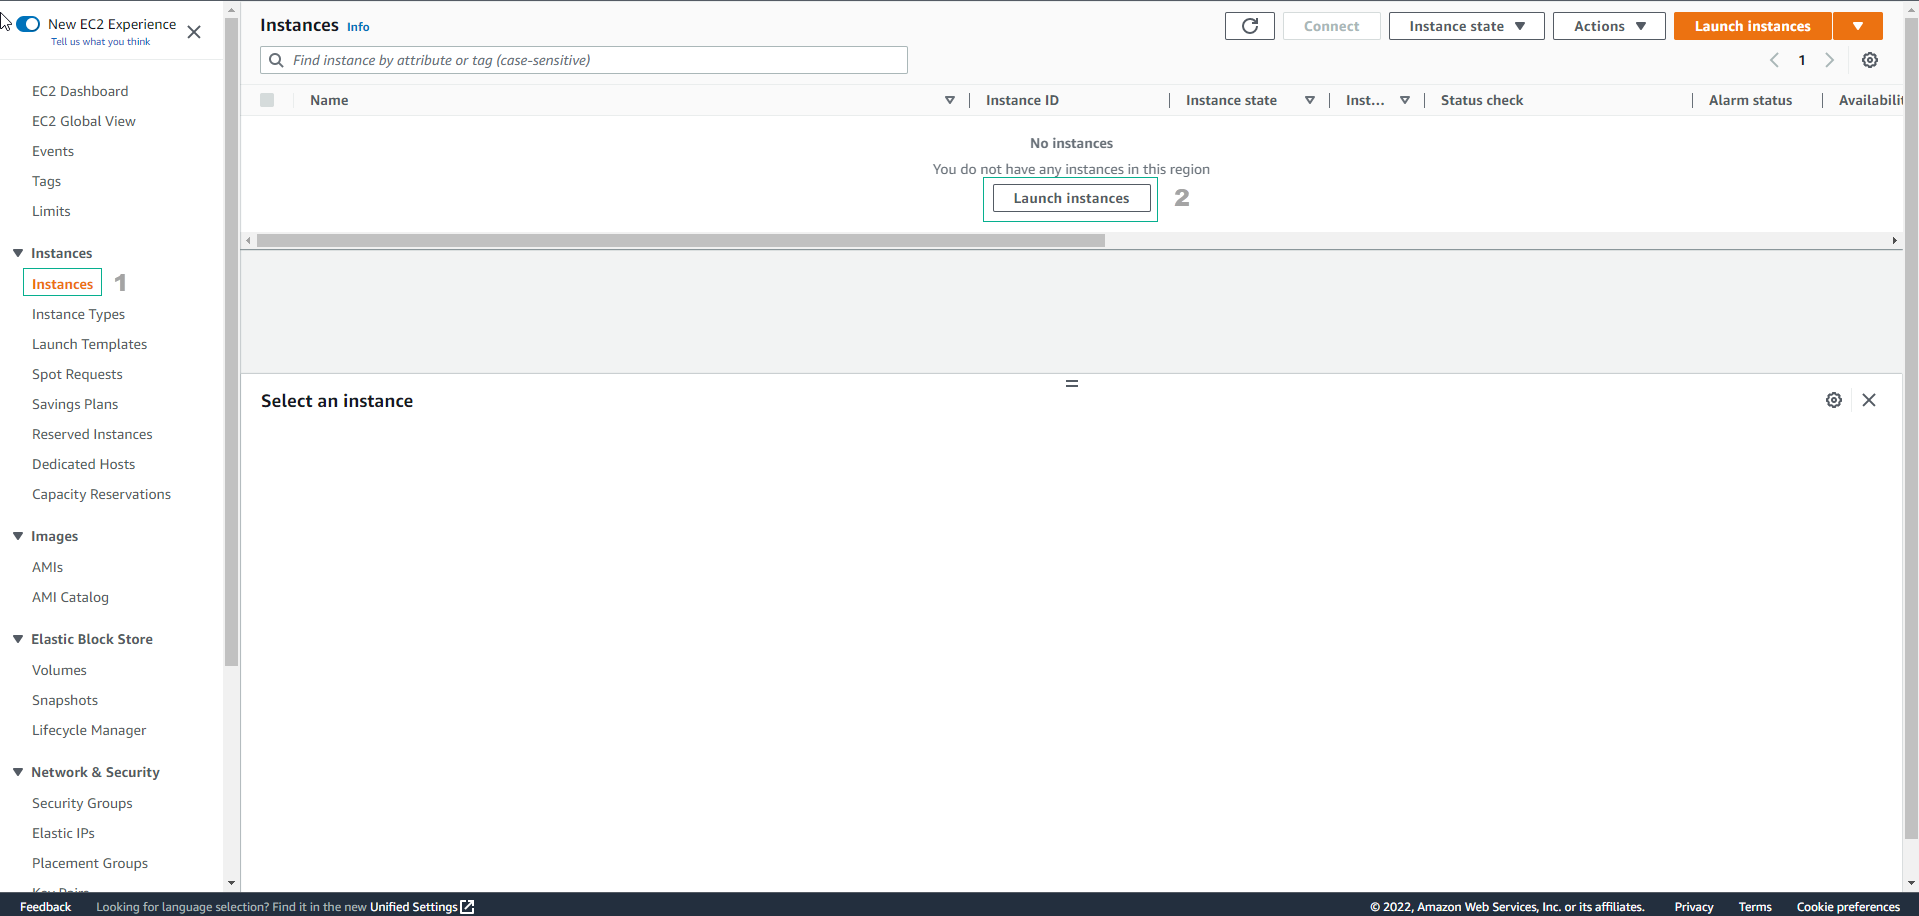 New EC2 Experience
Tell us what you think
EC2 Dashboard
EC2 Global View
Events
Tags
Limits
Instances
Instances 1
Instance Types
Launch Templates
Spot Requests
Savings Plans
Reserved Instances
Dedicated Hosts
Capacity Reservations
Images
AMIs
AMI Catalog
Elastic Block Store
Volumes
Snapshots
Lifecycle Manager
Network & Security
Security Groups
Elastic IPs
Placement Groups
Key Pairs
Instances Info
Connect Instance state Actions Launch instances
Find instance by attribute or tag (case-sensitive)
1
Name Instance ID Instance state Inst... Status check Alarm status Availabilit
No instances
You do not have any instances in this region
Launch instances 2
Select an instance
Feedback Looking for language selection? Find it in the new Unified Settings © 2022, Amazon Web Services, Inc. or its affiliates. Privacy Terms Cookie preferences